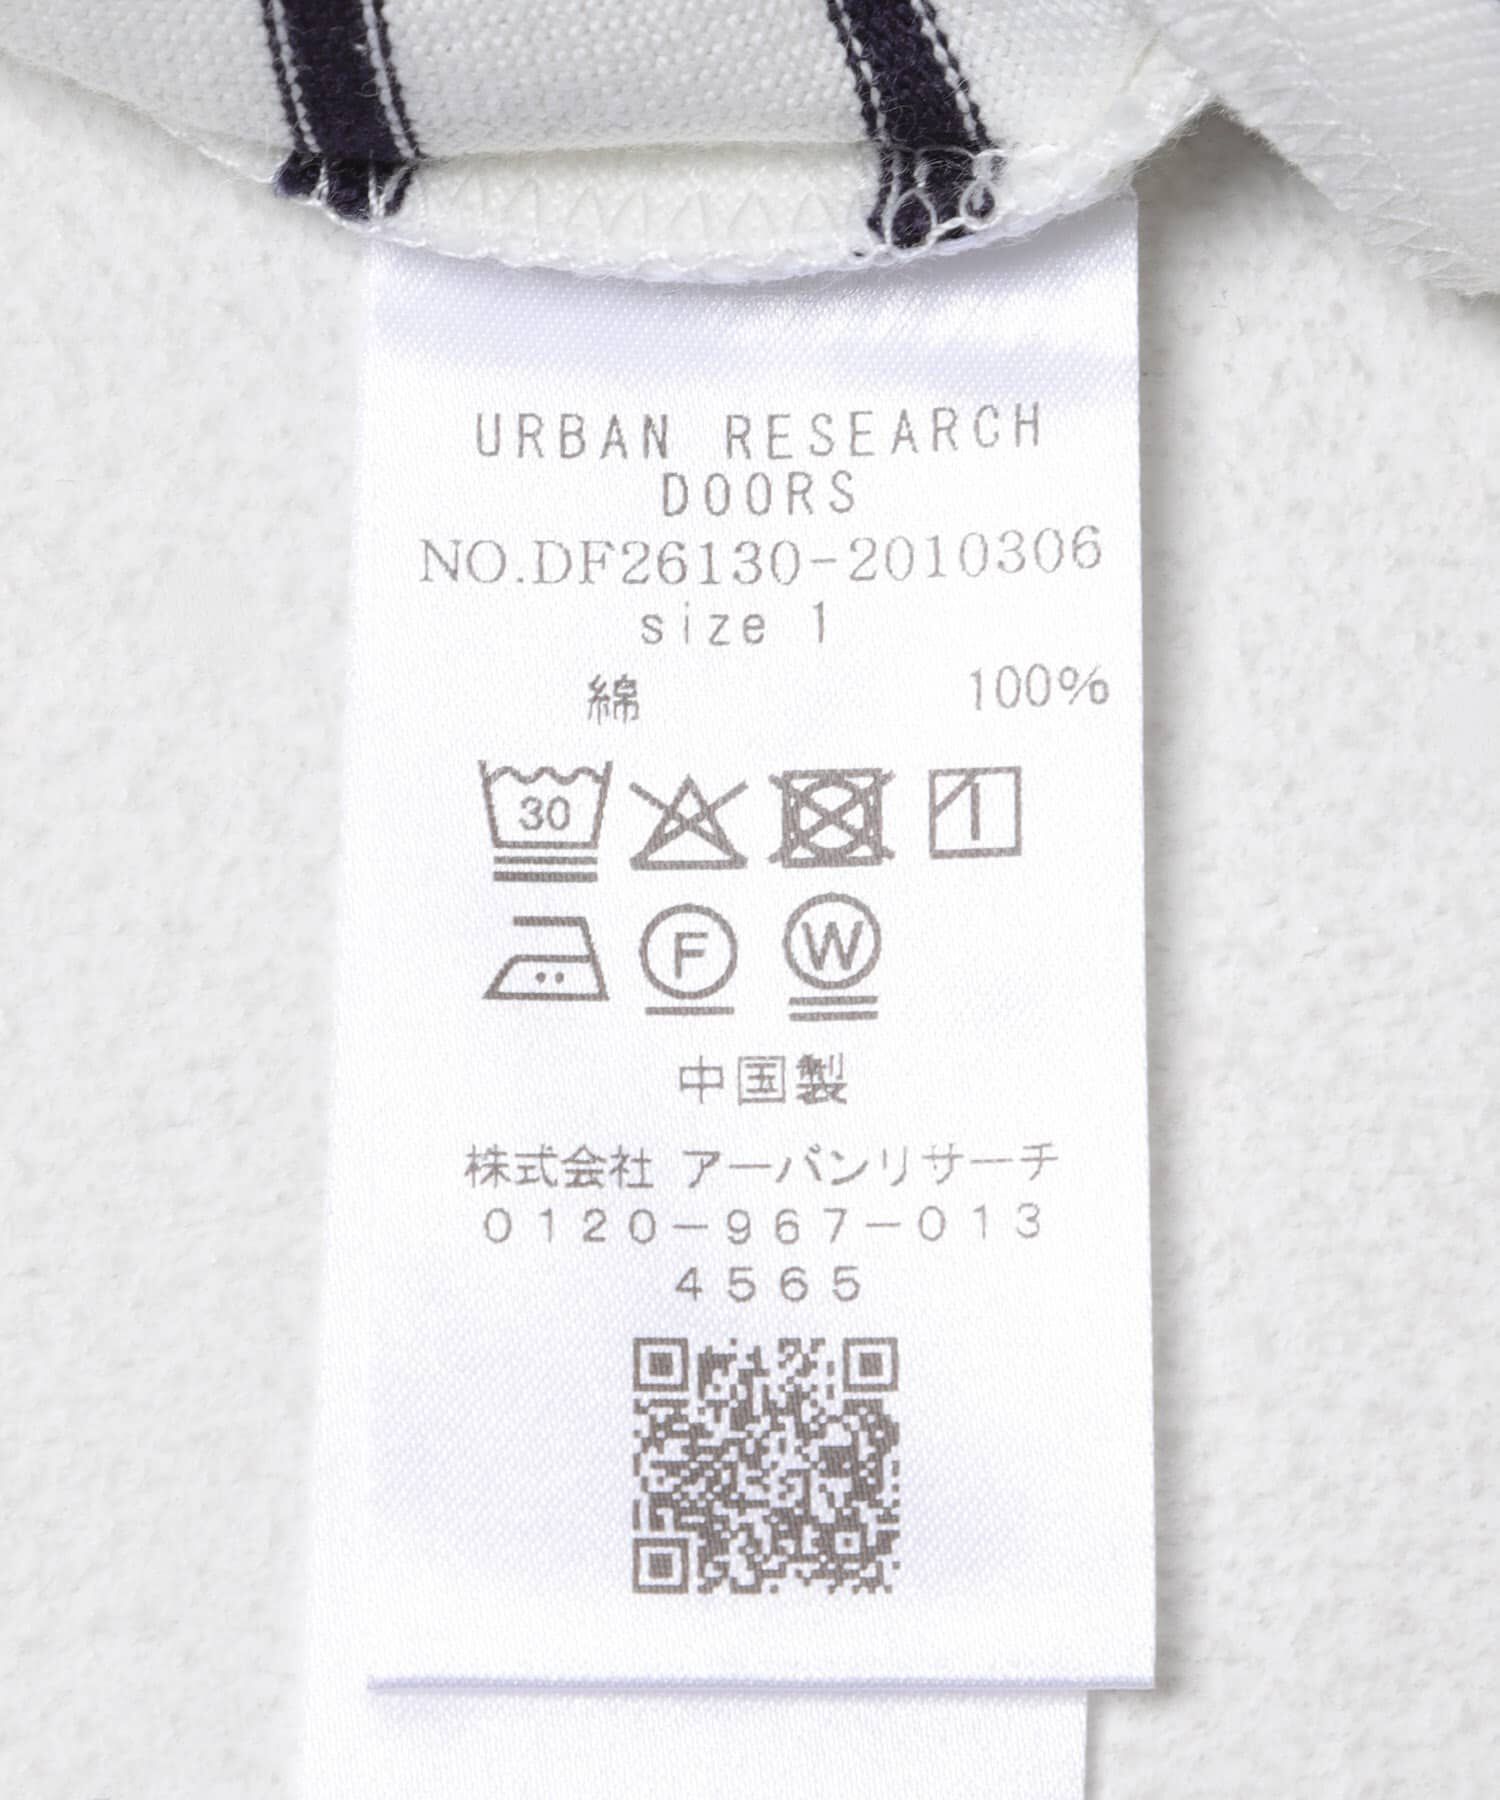 URBAN RESEARCH
DOORS
NO.DF26130-2010306
size 1
綿 100%
30
F W
中国製
株式会社 アーバンリサーチ
0120-967-013
4565